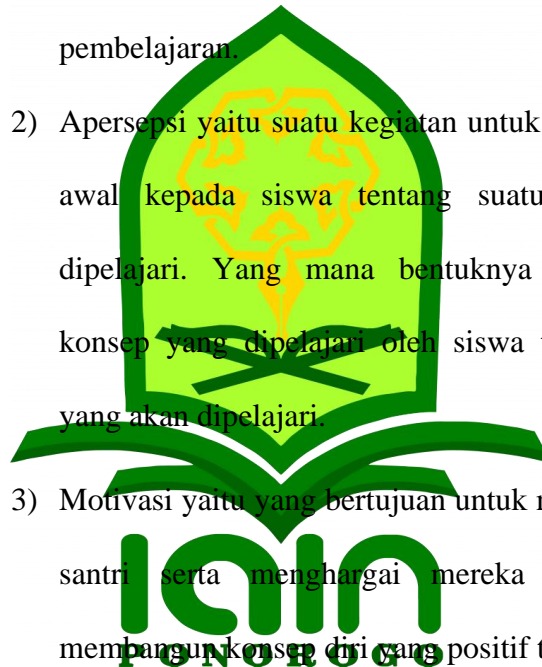 pembelajaran.
2) Apersepsi yaitu suatu kegiatan untuk
awal kepada siswa tentang suatu
dipelajari. Yang mana bentuknya
konsep yang dipelajari oleh siswa
yang akan dipelajari.
3) Motivasi yaitu yang bertujuan untuk
santri serta menghargai mereka
iain
membangun konsep diri yang positif
PONOROGO